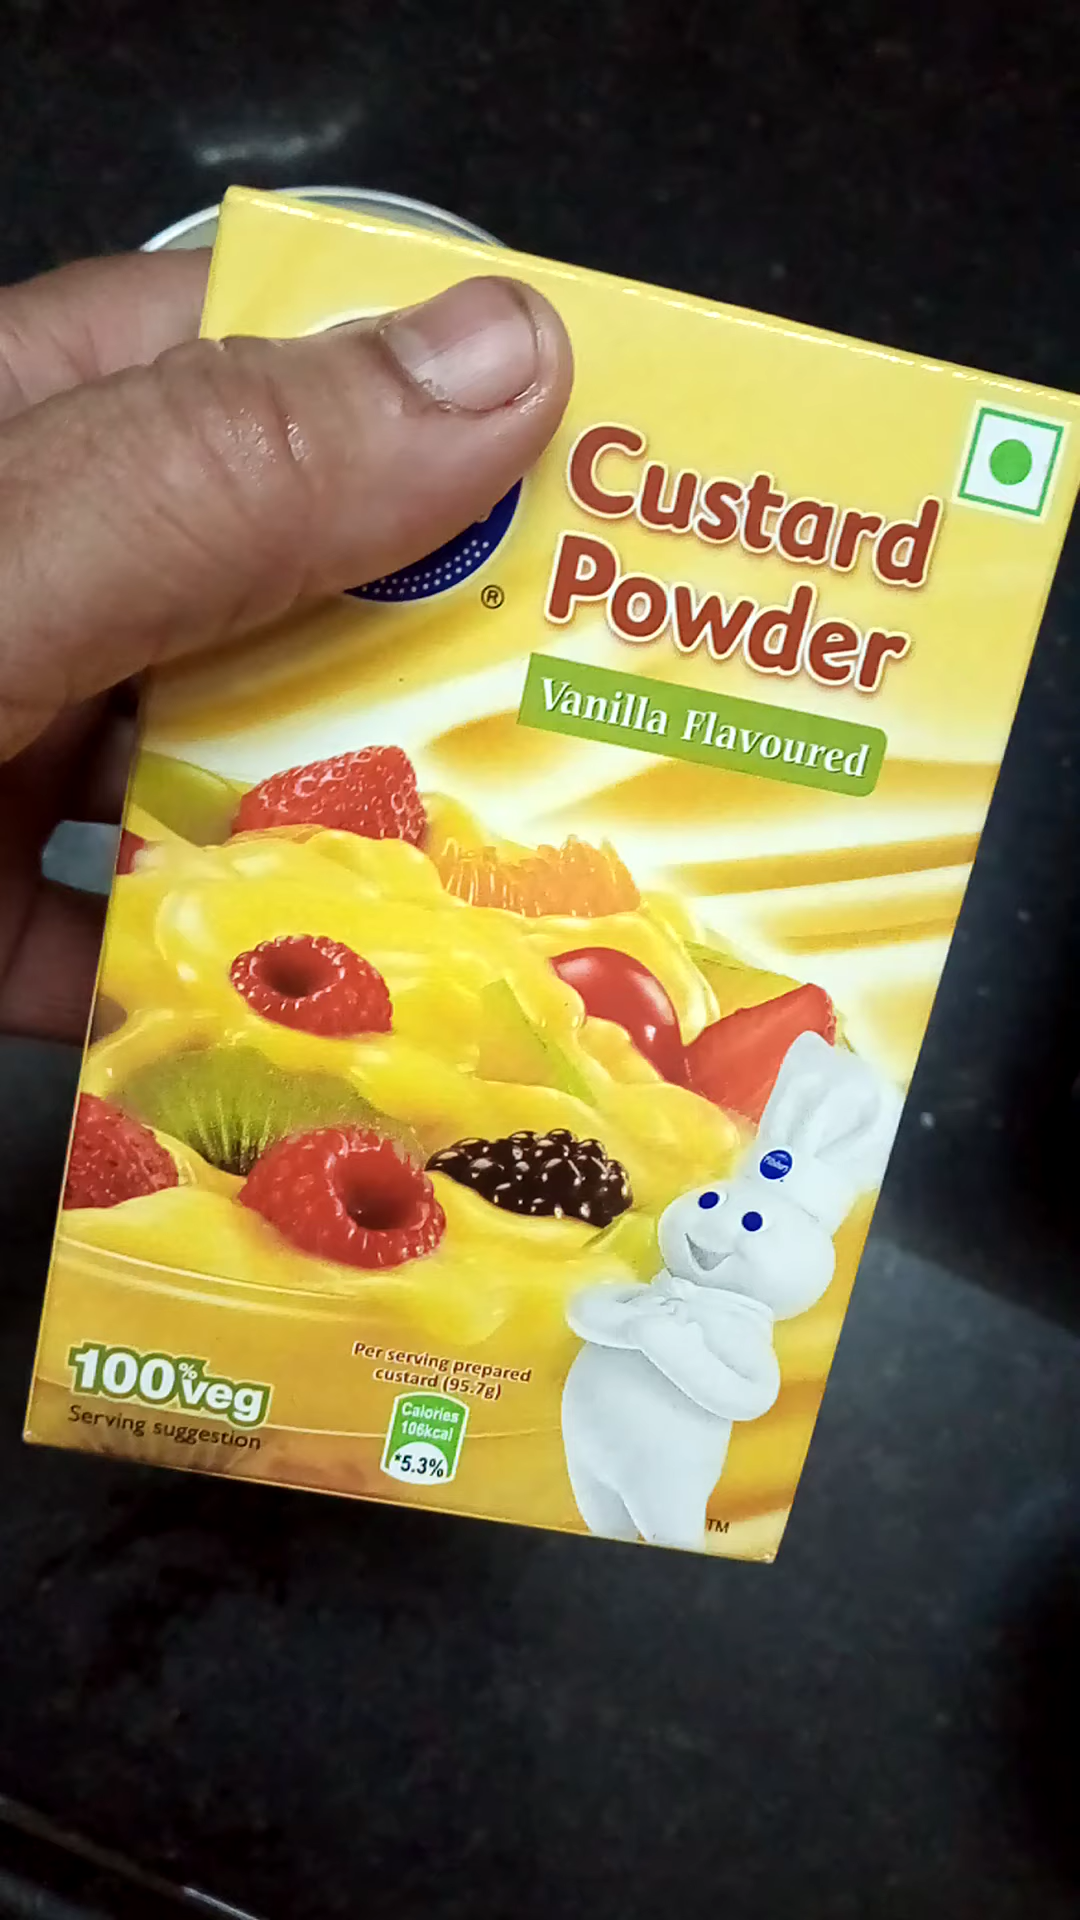 ®
Custard
Powder
Vanilla Flavoured
Pillsbury
100%veg
Serving suggestion
Per serving prepared
custard (95.7g)
Calories
106kcal
*5.3%
TM